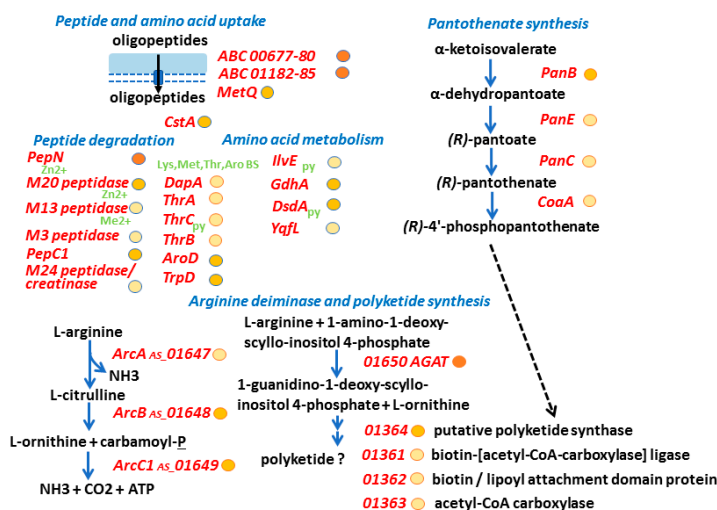 Peptide and amino acid uptake
oligopeptides
ABC 00677-80
ABC 01182-85
oligopeptides
MetQ
CstA
Peptide degradation
PepN
Zn2+
M20 peptidase
Zn2+
M13 peptidase
Me2+
M3 peptidase
PepC1
M24 peptidase/
creatinase
Lys,Met,Thr,Aro BS
DapA
ThrA
ThrC
py
ThrB
AroD
TrpD
Amino acid metabolism
IlvE
py
GdhA
DsdA
py
YqfL
Pantothenate synthesis
α-ketoisovalerate
PanB
α-dehydropantoate
PanE
(R)-pantoate
PanC
(R)-pantothenate
CoaA
(R)-4'-phosphopantothenate
Arginine deiminase and polyketide synthesis
L-arginine
ArcA AS_01647
NH3
L-citrulline
ArcB AS_01648
L-ornithine + carbamoyl-P
ArcC1 AS_01649
NH3 + CO2 + ATP
L-arginine + 1-amino-1-deoxy-
scyllo-inositol 4-phosphate
01650 AGAT
1-guanidino-1-deoxy-scyllo-
inositol 4-phosphate + L-ornithine
polyketide ?
01364 putative polyketide synthase
01361 biotin-[acetyl-CoA-carboxylase] ligase
01362 biotin / lipoyl attachment domain protein
01363 acetyl-CoA carboxylase